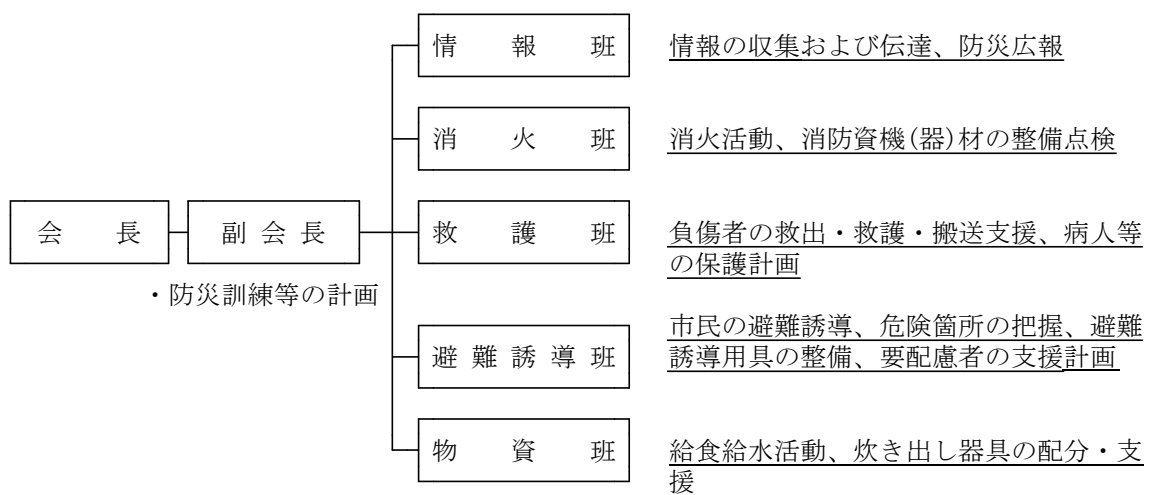 情報班
情報の収集および伝達、防災広報
消火班
消火活動、消防資機(器)材の整備点検
会長
副会長
・防災訓練等の計画
救護班
負傷者の救出・救護・搬送支援、病人等
の保護計画
避難誘導班
市民の避難誘導、危険箇所の把握、避難
誘導用具の整備、要配慮者の支援計画
物資班
給食給水活動、炊き出し器具の配分・支
援